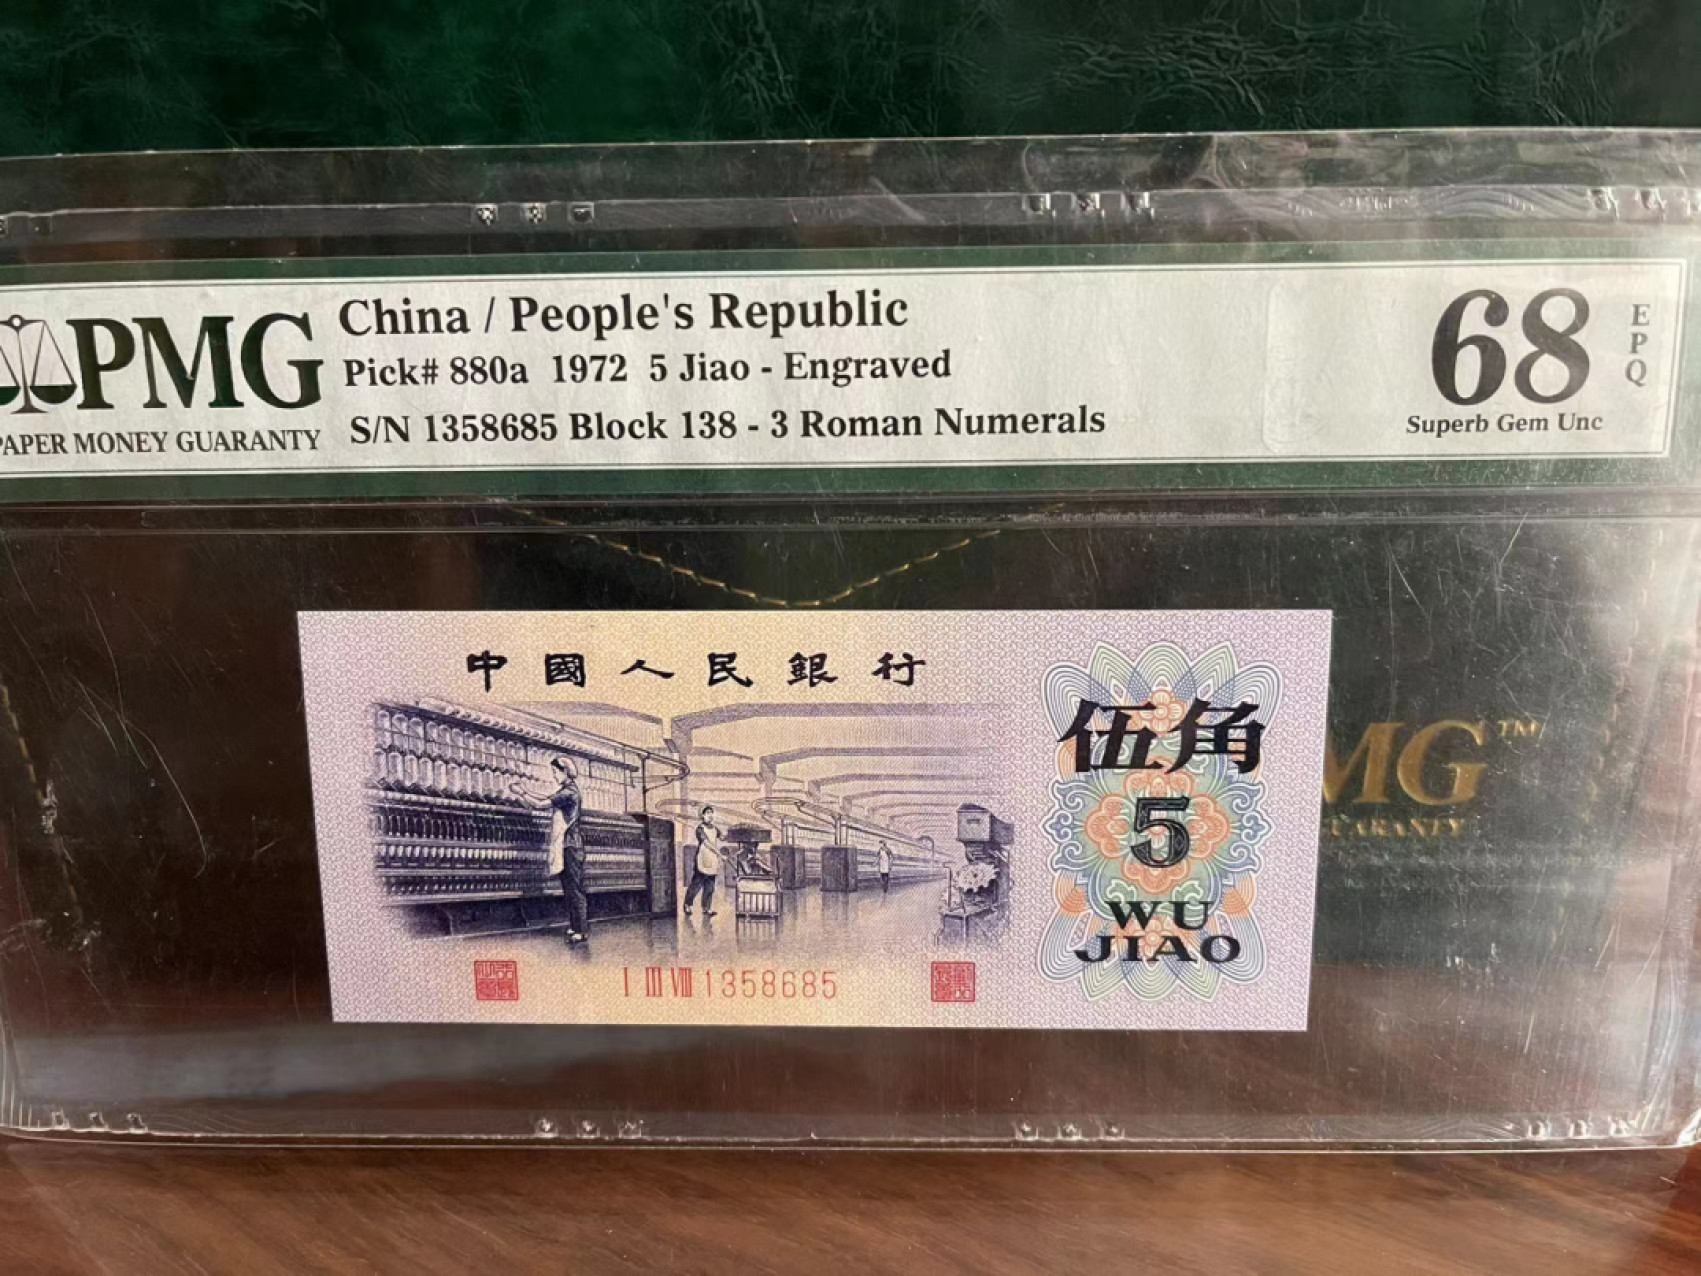 PMG
PAPER MONEY GUARANTY
China / People's Republic
Pick# 880a 1972 5 Jiao - Engraved
S/N 1358685 Block 138 - 3 Roman Numerals
68
EPQ
Superb Gem Unc
中國人民銀行
伍角
5
WU
JIAO
I III VIII 1358685
MG™